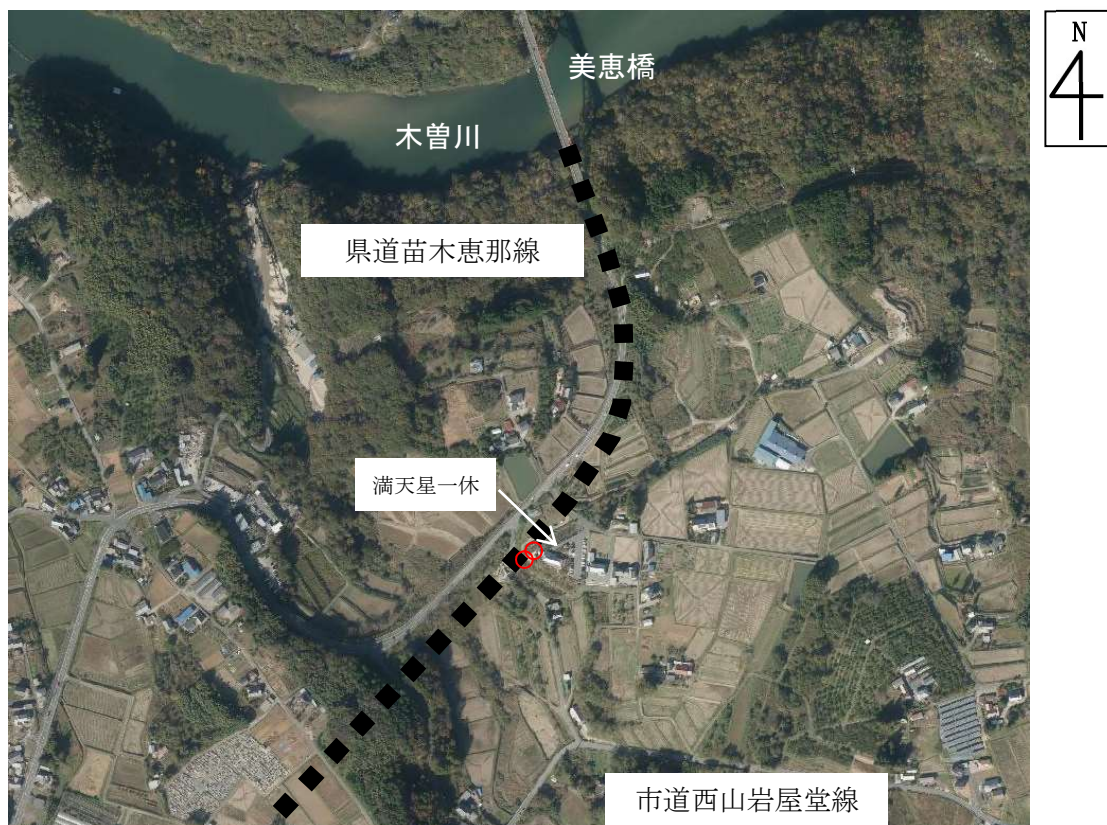 美恵橋
N
木曽川
県道苗木恵那線
満天星一休
市道西山岩屋堂線